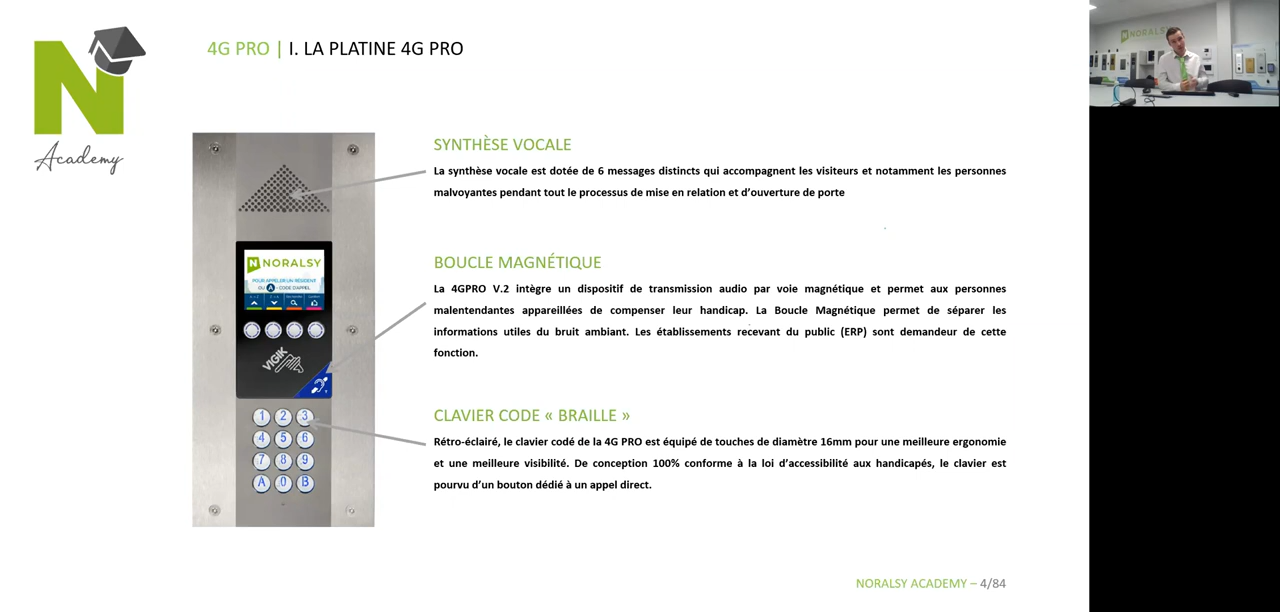 N
Academy
4G PRO | I. LA PLATINE 4G PRO
SYNTHÈSE VOCALE
La synthèse vocale est dotée de 6 messages distincts qui accompagnent les visiteurs et notamment les personnes
malvoyantes pendant tout le processus de mise en relation et d’ouverture de porte
NORALSY
POUR APPELER UN RÉSIDENT
OU A - CODE D'APPEL
VIGIK
1 2 3
4 5 6
7 8 9
A 0 B
BOUCLE MAGNÉTIQUE
La 4GPRO V.2 intègre un dispositif de transmission audio par voie magnétique et permet aux personnes
malentendantes appareillées de compenser leur handicap. La Boucle Magnétique permet de séparer les
informations utiles du bruit ambiant. Les établissements recevant du public (ERP) sont demandeur de cette
fonction.
CLAVIER CODE « BRAILLE »
Rétro-éclairé, le clavier codé de la 4G PRO est équipé de touches de diamètre 16mm pour une meilleure ergonomie
et une meilleure visibilité. De conception 100% conforme à la loi d’accessibilité aux handicapés, le clavier est
pourvu d’un bouton dédié à un appel direct.
NORALSY ACADEMY – 4/84
NORALSY